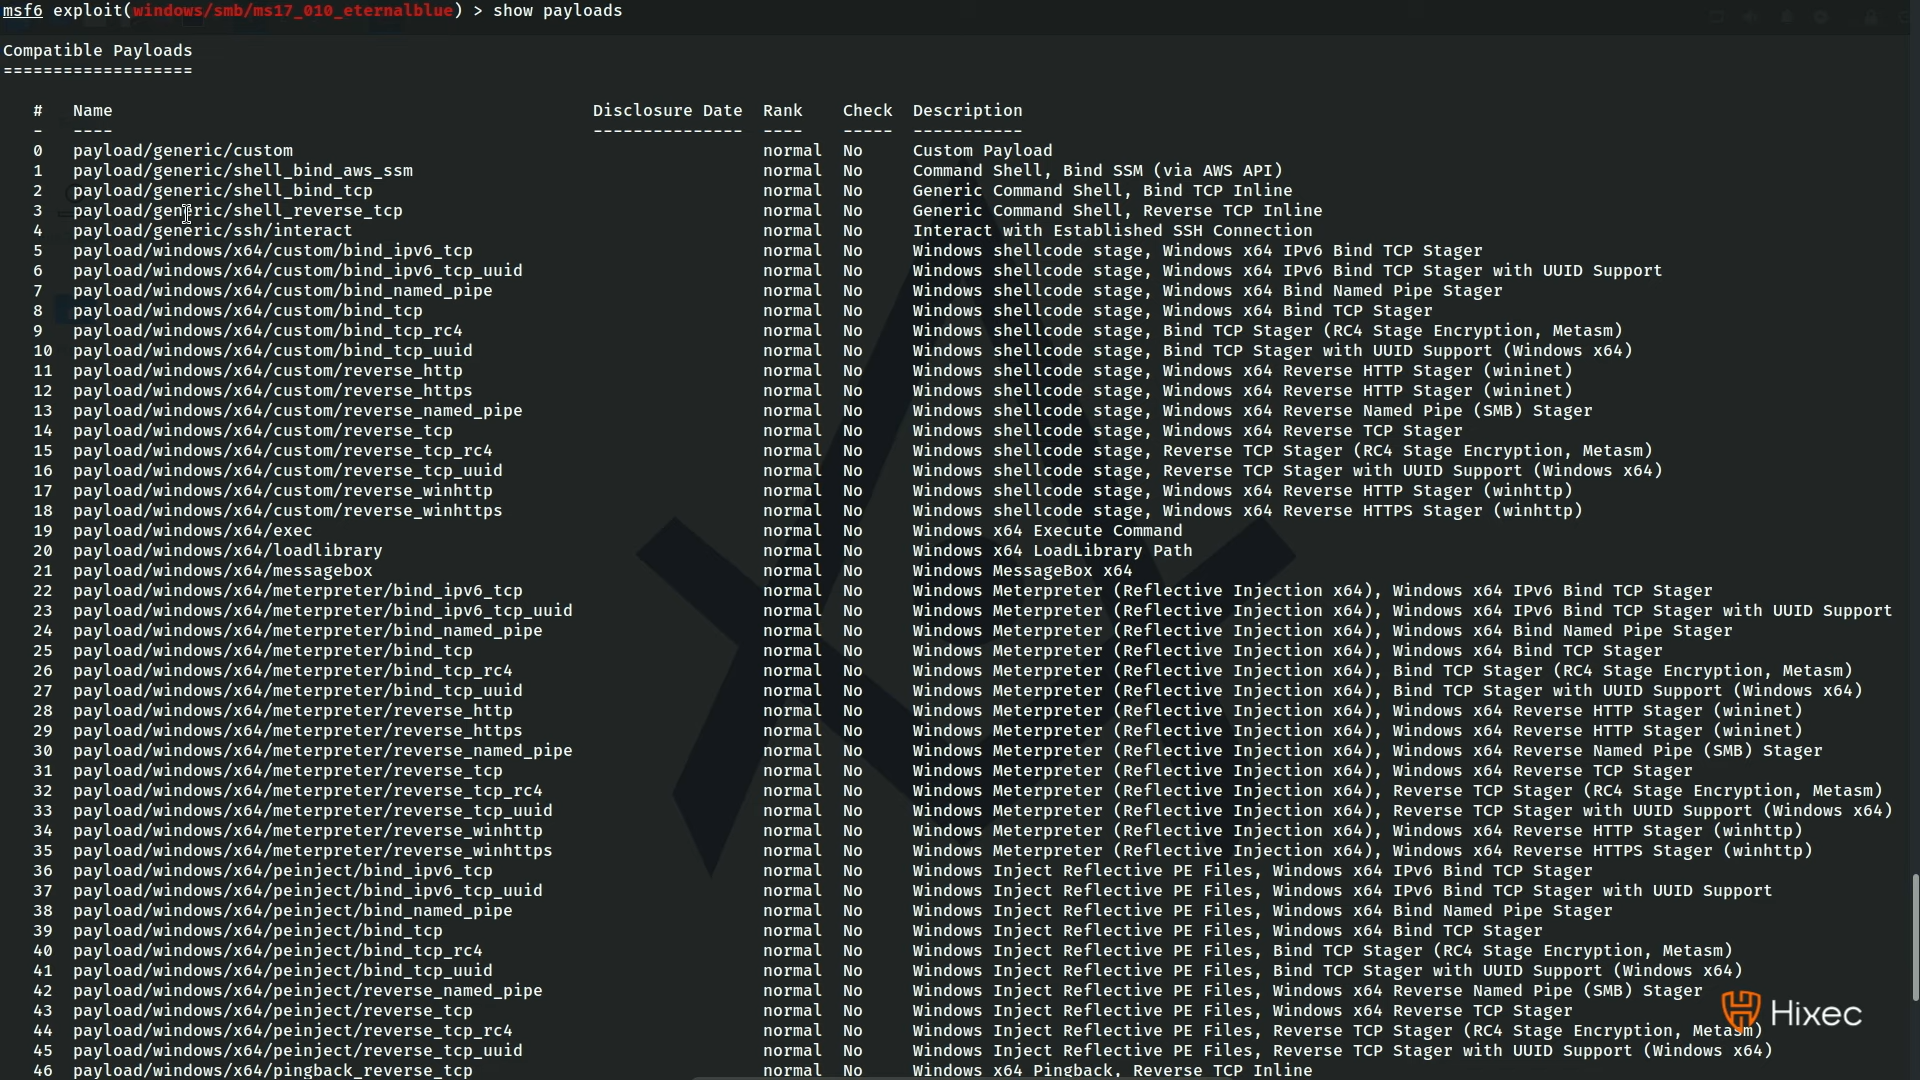 msf6 exploit(windows/smb/ms17_010_eternalblue) > show payloads
Compatible Payloads
===================
# Name Disclosure Date Rank Check Description
- ---- --------------- ---- ----- -----------
0 payload/generic/custom normal No Custom Payload
1 payload/generic/shell_bind_aws_ssm normal No Command Shell, Bind SSM (via AWS API)
2 payload/generic/shell_bind_tcp normal No Generic Command Shell, Bind TCP Inline
3 payload/generic/shell_reverse_tcp normal No Generic Command Shell, Reverse TCP Inline
4 payload/generic/ssh/interact normal No Interact with Established SSH Connection
5 payload/windows/x64/custom/bind_ipv6_tcp normal No Windows shellcode stage, Windows x64 IPv6 Bind TCP Stager
6 payload/windows/x64/custom/bind_ipv6_tcp_uuid normal No Windows shellcode stage, Windows x64 IPv6 Bind TCP Stager with UUID Support
7 payload/windows/x64/custom/bind_named_pipe normal No Windows shellcode stage, Windows x64 Bind Named Pipe Stager
8 payload/windows/x64/custom/bind_tcp normal No Windows shellcode stage, Windows x64 Bind TCP Stager
9 payload/windows/x64/custom/bind_tcp_rc4 normal No Windows shellcode stage, Bind TCP Stager (RC4 Stage Encryption, Metasm)
10 payload/windows/x64/custom/bind_tcp_uuid normal No Windows shellcode stage, Bind TCP Stager with UUID Support (Windows x64)
11 payload/windows/x64/custom/reverse_http normal No Windows shellcode stage, Windows x64 Reverse HTTP Stager (wininet)
12 payload/windows/x64/custom/reverse_https normal No Windows shellcode stage, Windows x64 Reverse HTTP Stager (wininet)
13 payload/windows/x64/custom/reverse_named_pipe normal No Windows shellcode stage, Windows x64 Reverse Named Pipe (SMB) Stager
14 payload/windows/x64/custom/reverse_tcp normal No Windows shellcode stage, Windows x64 Reverse TCP Stager
15 payload/windows/x64/custom/reverse_tcp_rc4 normal No Windows shellcode stage, Reverse TCP Stager (RC4 Stage Encryption, Metasm)
16 payload/windows/x64/custom/reverse_tcp_uuid normal No Windows shellcode stage, Reverse TCP Stager with UUID Support (Windows x64)
17 payload/windows/x64/custom/reverse_winhttp normal No Windows shellcode stage, Windows x64 Reverse HTTP Stager (winhttp)
18 payload/windows/x64/custom/reverse_winhttps normal No Windows shellcode stage, Windows x64 Reverse HTTPS Stager (winhttp)
19 payload/windows/x64/exec normal No Windows x64 Execute Command
20 payload/windows/x64/loadlibrary normal No Windows x64 LoadLibrary Path
21 payload/windows/x64/messagebox normal No Windows MessageBox x64
22 payload/windows/x64/meterpreter/bind_ipv6_tcp normal No Windows Meterpreter (Reflective Injection x64), Windows x64 IPv6 Bind TCP Stager
23 payload/windows/x64/meterpreter/bind_ipv6_tcp_uuid normal No Windows Meterpreter (Reflective Injection x64), Windows x64 IPv6 Bind TCP Stager with UUID Support
24 payload/windows/x64/meterpreter/bind_named_pipe normal No Windows Meterpreter (Reflective Injection x64), Windows x64 Bind Named Pipe Stager
25 payload/windows/x64/meterpreter/bind_tcp normal No Windows Meterpreter (Reflective Injection x64), Windows x64 Bind TCP Stager
26 payload/windows/x64/meterpreter/bind_tcp_rc4 normal No Windows Meterpreter (Reflective Injection x64), Bind TCP Stager (RC4 Stage Encryption, Metasm)
27 payload/windows/x64/meterpreter/bind_tcp_uuid normal No Windows Meterpreter (Reflective Injection x64), Bind TCP Stager with UUID Support (Windows x64)
28 payload/windows/x64/meterpreter/reverse_http normal No Windows Meterpreter (Reflective Injection x64), Windows x64 Reverse HTTP Stager (wininet)
29 payload/windows/x64/meterpreter/reverse_https normal No Windows Meterpreter (Reflective Injection x64), Windows x64 Reverse HTTP Stager (wininet)
30 payload/windows/x64/meterpreter/reverse_named_pipe normal No Windows Meterpreter (Reflective Injection x64), Windows x64 Reverse Named Pipe (SMB) Stager
31 payload/windows/x64/meterpreter/reverse_tcp normal No Windows Meterpreter (Reflective Injection x64), Windows x64 Reverse TCP Stager
32 payload/windows/x64/meterpreter/reverse_tcp_rc4 normal No Windows Meterpreter (Reflective Injection x64), Reverse TCP Stager (RC4 Stage Encryption, Metasm)
33 payload/windows/x64/meterpreter/reverse_tcp_uuid normal No Windows Meterpreter (Reflective Injection x64), Reverse TCP Stager with UUID Support (Windows x64)
34 payload/windows/x64/meterpreter/reverse_winhttp normal No Windows Meterpreter (Reflective Injection x64), Windows x64 Reverse HTTP Stager (winhttp)
35 payload/windows/x64/meterpreter/reverse_winhttps normal No Windows Meterpreter (Reflective Injection x64), Windows x64 Reverse HTTPS Stager (winhttp)
36 payload/windows/x64/peinject/bind_ipv6_tcp normal No Windows Inject Reflective PE Files, Windows x64 IPv6 Bind TCP Stager
37 payload/windows/x64/peinject/bind_ipv6_tcp_uuid normal No Windows Inject Reflective PE Files, Windows x64 IPv6 Bind TCP Stager with UUID Support
38 payload/windows/x64/peinject/bind_named_pipe normal No Windows Inject Reflective PE Files, Windows x64 Bind Named Pipe Stager
39 payload/windows/x64/peinject/bind_tcp normal No Windows Inject Reflective PE Files, Windows x64 Bind TCP Stager
40 payload/windows/x64/peinject/bind_tcp_rc4 normal No Windows Inject Reflective PE Files, Bind TCP Stager (RC4 Stage Encryption, Metasm)
41 payload/windows/x64/peinject/bind_tcp_uuid normal No Windows Inject Reflective PE Files, Bind TCP Stager with UUID Support (Windows x64)
42 payload/windows/x64/peinject/reverse_named_pipe normal No Windows Inject Reflective PE Files, Windows x64 Reverse Named Pipe (SMB) Stager
43 payload/windows/x64/peinject/reverse_tcp normal No Windows Inject Reflective PE Files, Windows x64 Reverse TCP Stager
44 payload/windows/x64/peinject/reverse_tcp_rc4 normal No Windows Inject Reflective PE Files, Reverse TCP Stager (RC4 Stage Encryption, Metasm)
45 payload/windows/x64/peinject/reverse_tcp_uuid normal No Windows Inject Reflective PE Files, Reverse TCP Stager with UUID Support (Windows x64)
46 payload/windows/x64/pingback_reverse_tcp normal No Windows x64 Pingback, Reverse TCP Inline
Hixec